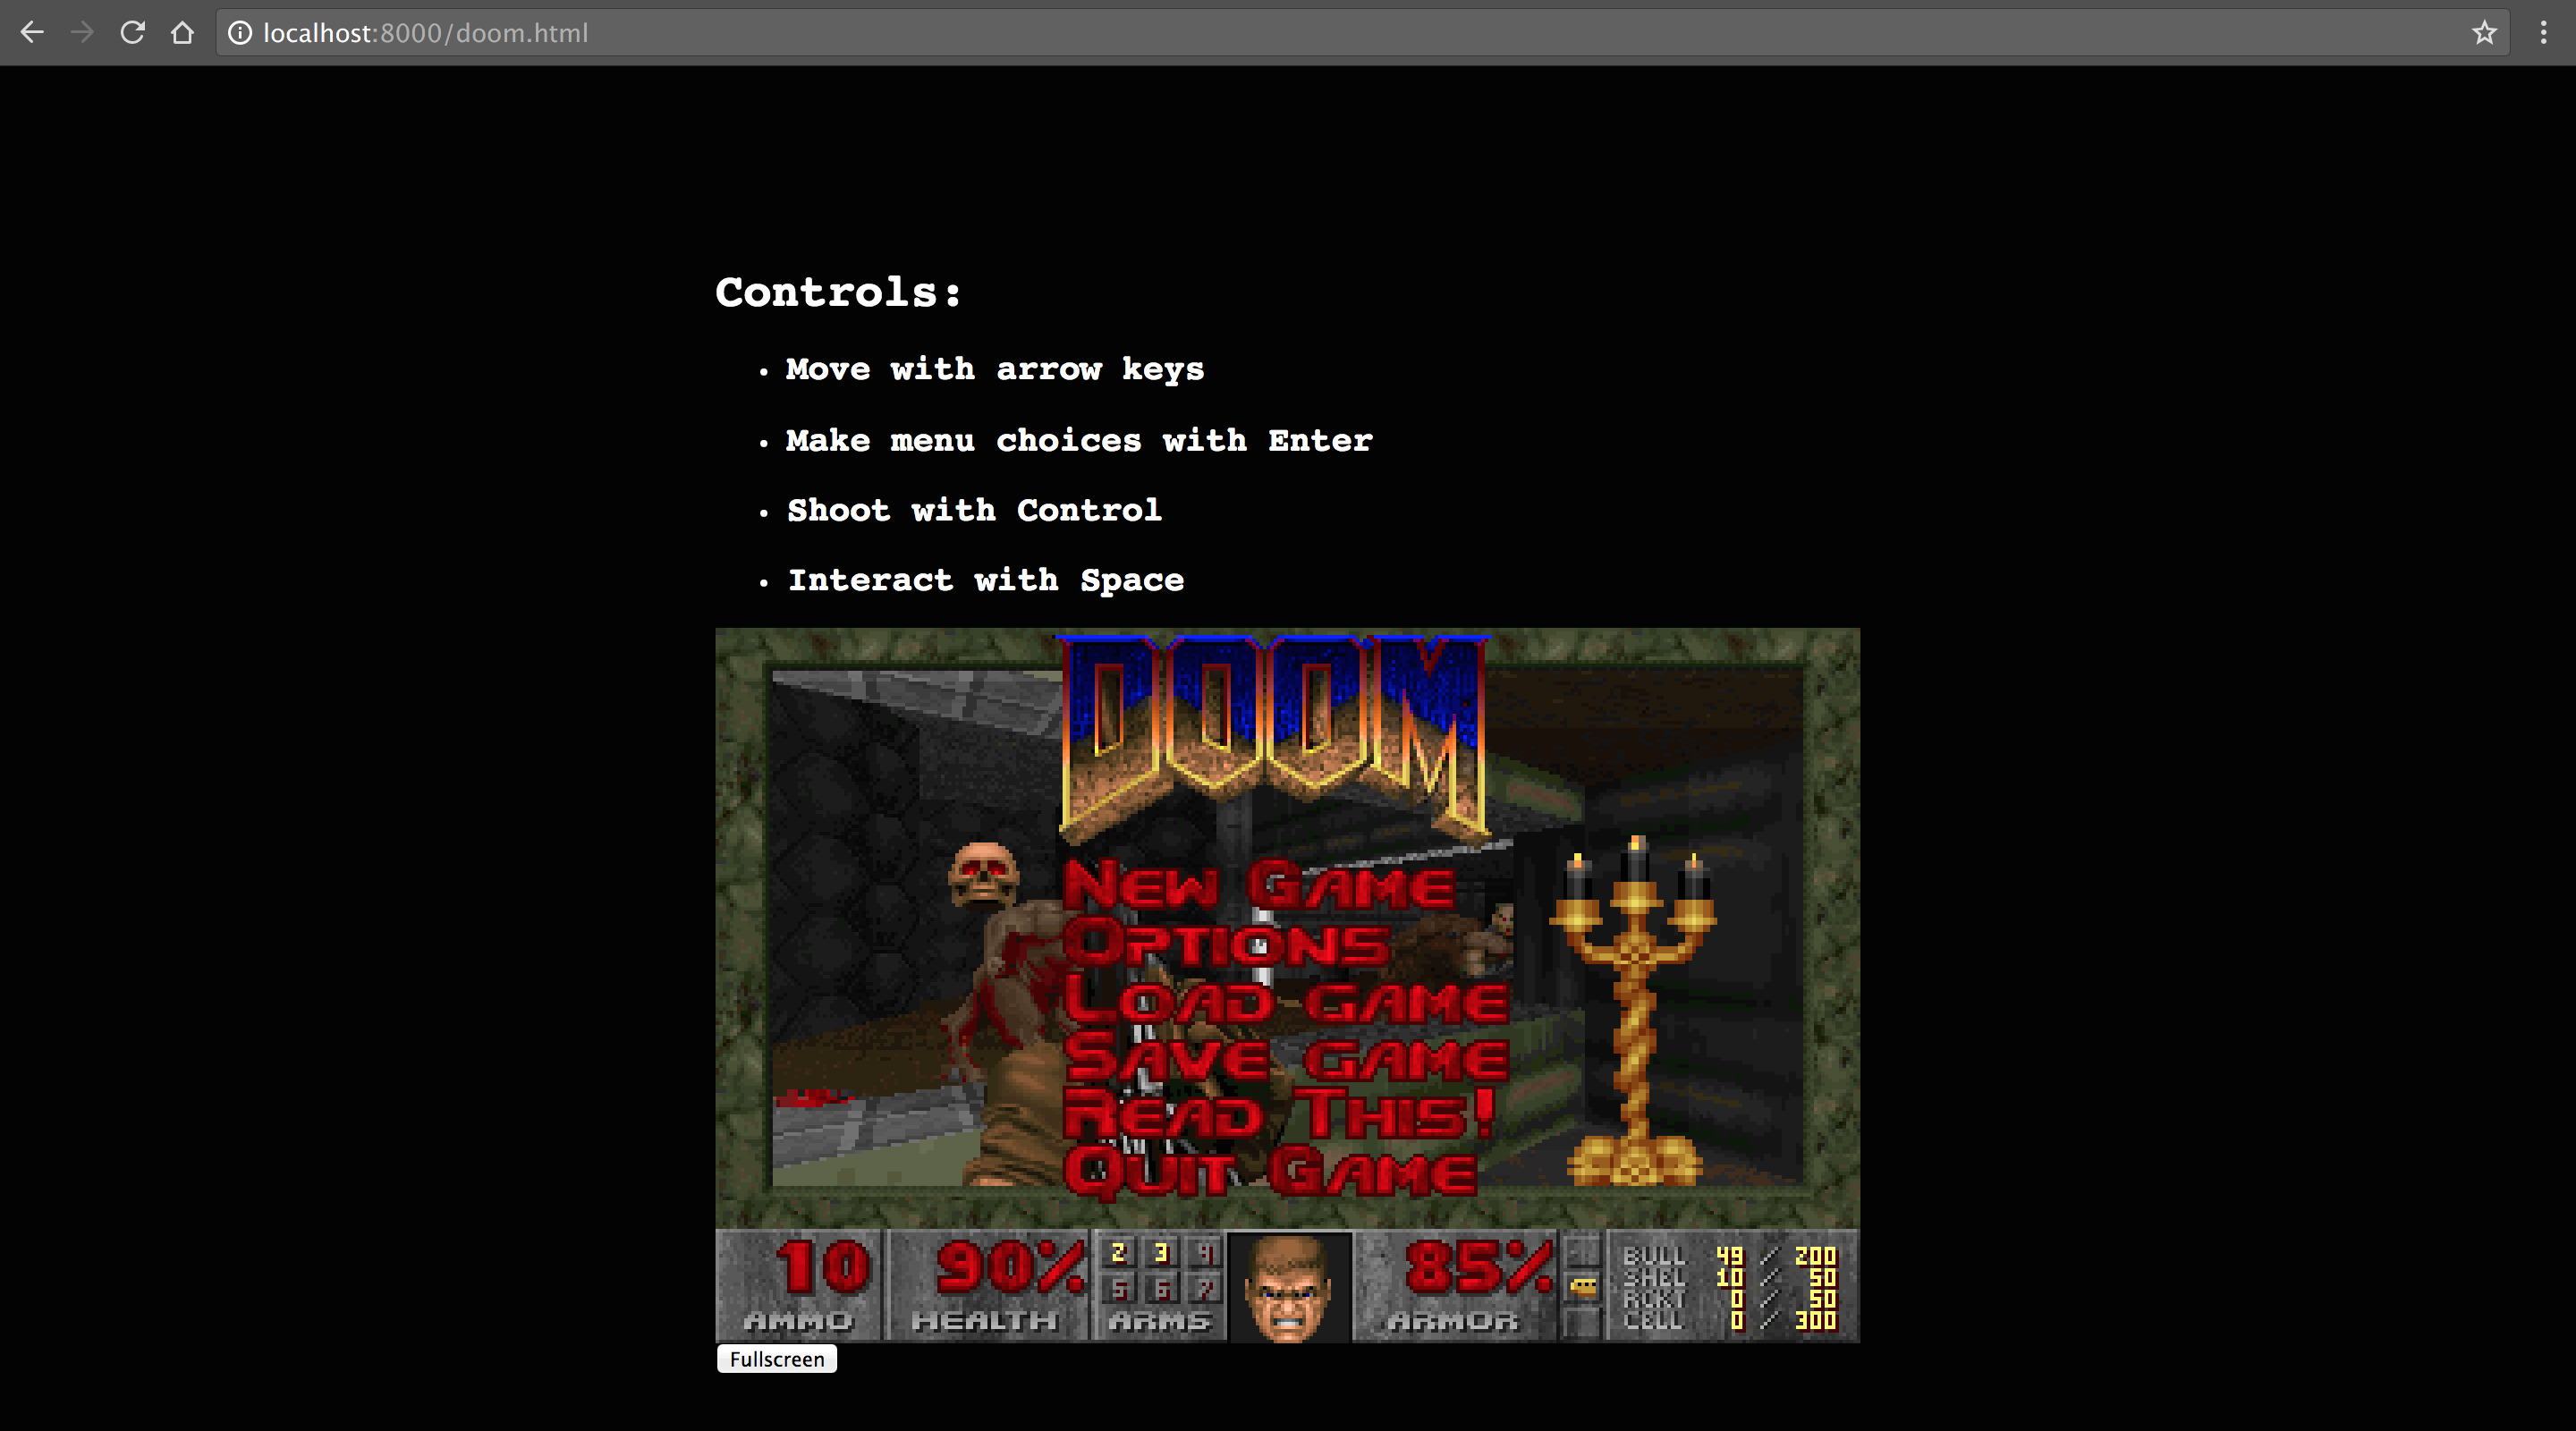 localhost:8000/doom.html
Controls:
• Move with arrow keys
• Make menu choices with Enter
• Shoot with Control
• Interact with Space
DOOM
New Game
Options
Load Game
Save Game
Read This!
Quit Game
10 90% 2 3 4 85%
5 6 7
AMMO HEALTH ARMS ARMOR
BULL 49 / 200
SHEL 10 / 50
RCKT 0 / 50
CELL 0 / 300
Fullscreen